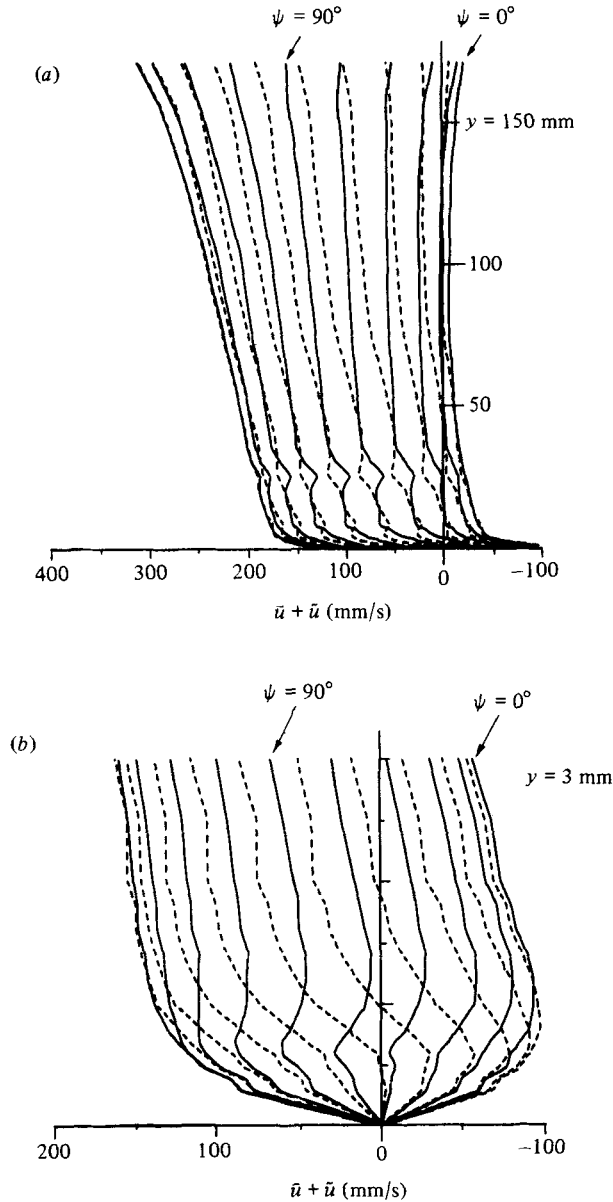 ψ = 90° ψ = 0°
(a)
y = 150 mm
100
50
400 300 200 100 0 −100
ū + ũ (mm/s)
ψ = 90° ψ = 0°
(b)
y = 3 mm
200 100 0 −100
ū + ũ (mm/s)